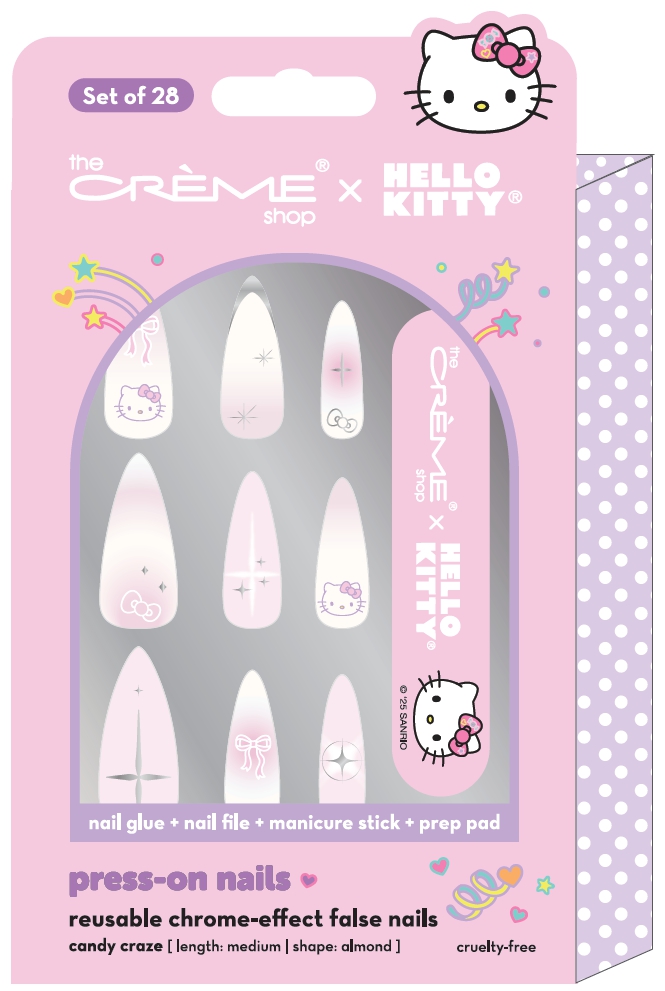 Set of 28
the
CRÈME® x HELLO
shop KITTY®
the
CRÈME®
shop
x
HELLO
KITTY®
© '25 SANRIO
nail glue + nail file + manicure stick + prep pad
press-on nails
reusable chrome-effect false nails
candy craze [ length: medium | shape: almond ] cruelty-free